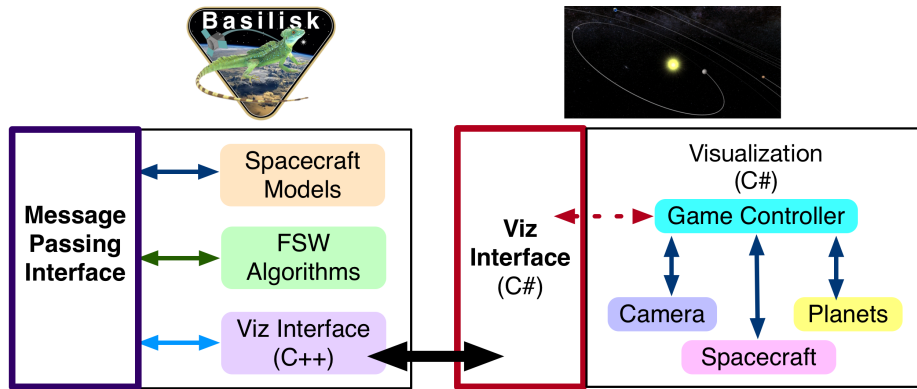 Basilisk
Message
Passing
Interface
Spacecraft
Models
FSW
Algorithms
Viz Interface
(C++)
Viz
Interface
(C#)
Visualization
(C#)
Game Controller
Camera
Planets
Spacecraft